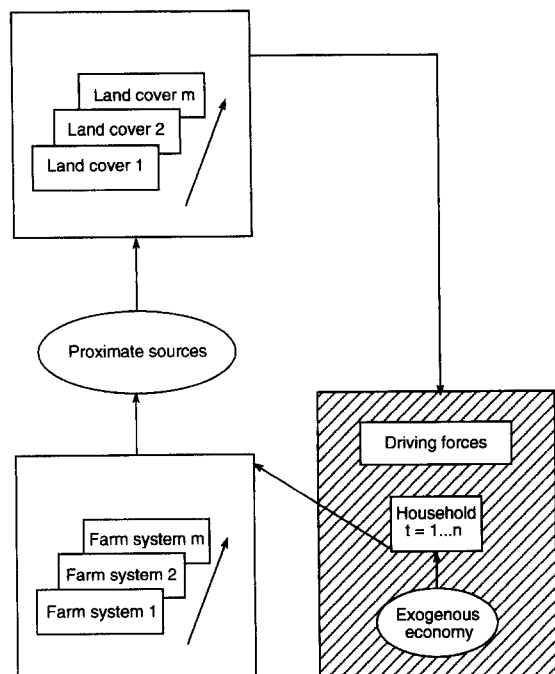 Land cover m
Land cover 2
Land cover 1
Proximate sources
Driving forces
Household
t = 1...n
Exogenous
economy
Farm system m
Farm system 2
Farm system 1